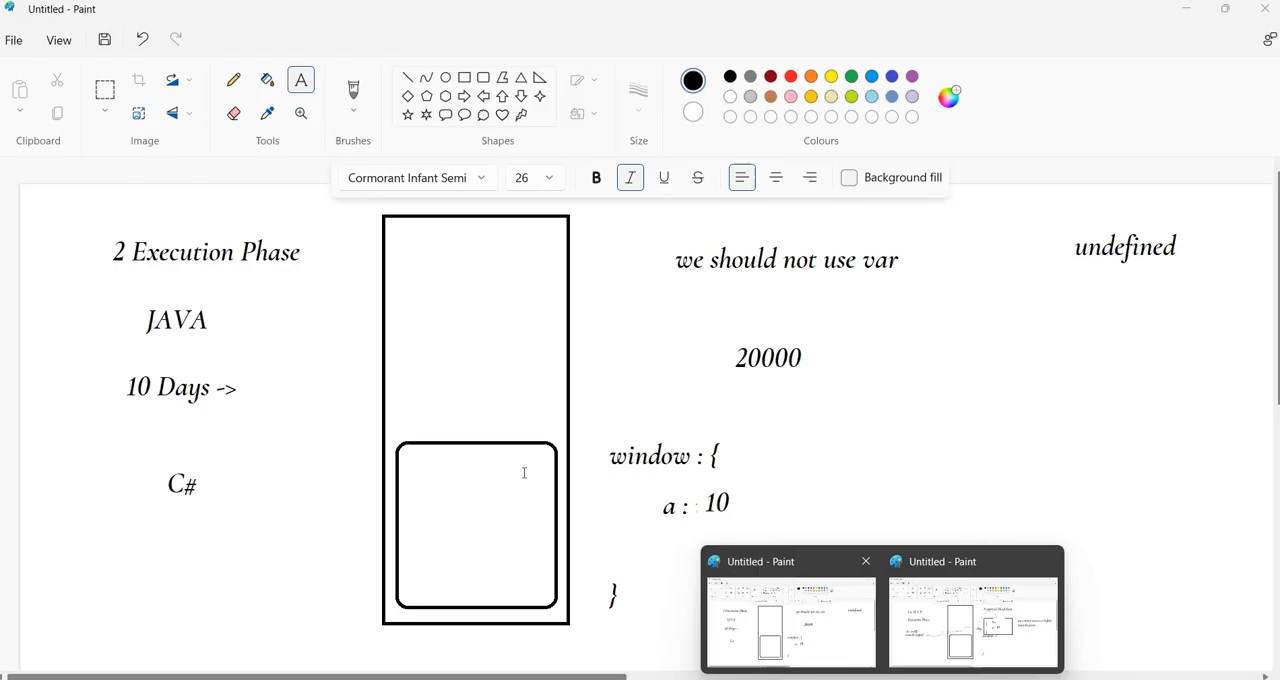 Untitled - Paint
File View
Clipboard
Image
Tools
Brushes
Shapes
Size
Colours
Cormorant Infant Semi 26 B I U S Background fill
2 Execution Phase
JAVA
10 Days ->
C#
we should not use var
undefined
20000
window : {
a : 10
}
Untitled - Paint
Untitled - Paint